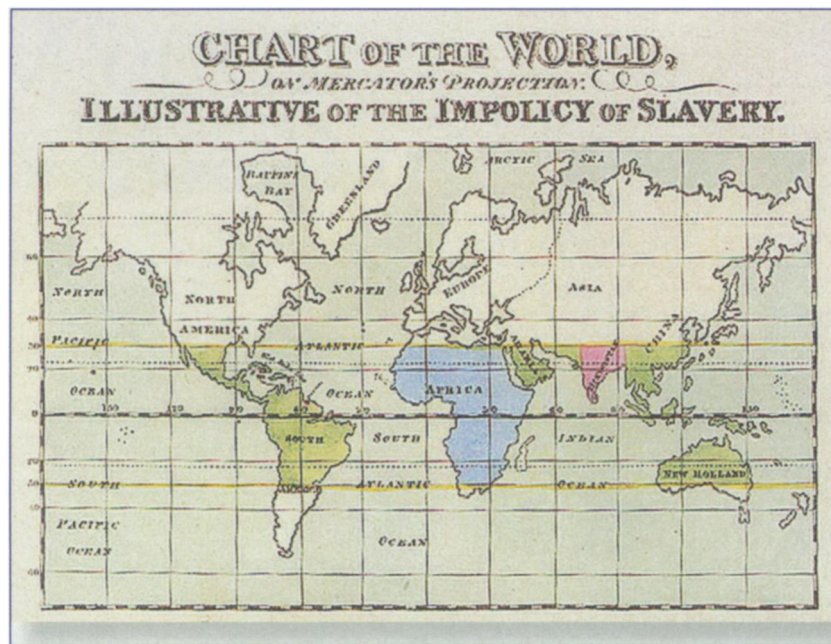 CHART OF THE WORLD,
ON MERCATOR'S PROJECTION.
ILLUSTRATIVE OF THE IMPOLICY OF SLAVERY.
ARCTIC SEA
BAFFINS
BAY
GREENLAND
EUROPE
ASIA
NORTH
NORTH
NORTH
AMERICA
CHINA
PACIFIC
ATLANTIC
ARABIA
OCEAN
OCEAN
AFRICA
SOUTH
SOUTH
INDIAN
NEW HOLLAND
SOUTH
ATLANTIC
OCEAN
AMERICA
PACIFIC
OCEAN
OCEAN